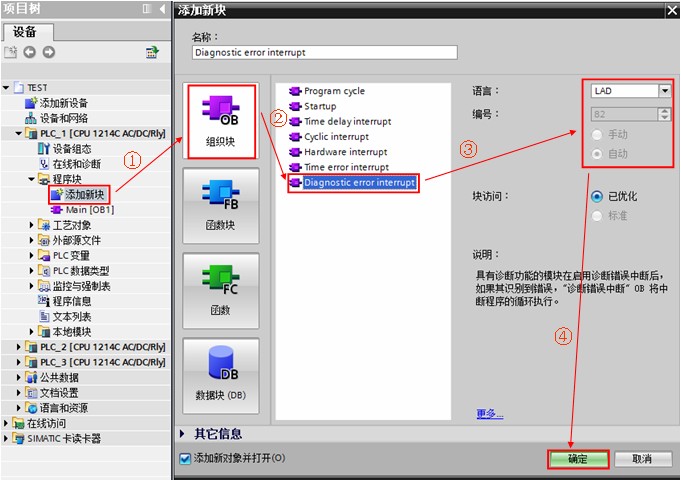 项目树
设备
TEST
添加新设备
设备和网络
PLC_1 [CPU 1214C AC/DC/Rly]
设备组态
在线和诊断
程序块
添加新块
Main [OB1]
工艺对象
外部源文件
PLC 变量
PLC 数据类型
监控与强制表
程序信息
文本列表
本地模块
PLC_2 [CPU 1214C AC/DC/Rly]
PLC_3 [CPU 1214C AC/DC/Rly]
公共数据
文档设置
语言和资源
在线访问
SIMATIC 卡读卡器
①
添加新块
名称：
Diagnostic error interrupt
OB
组织块
FB
函数块
FC
函数
DB
数据块 (DB)
②
Program cycle
Startup
Time delay interrupt
Cyclic interrupt
Hardware interrupt
Time error interrupt
Diagnostic error interrupt
③
语言：
LAD
编号：
82
手动
自动
块访问：
已优化
标准
说明：
具有诊断功能的模块在启用诊断错误中断后，
如果其识别到错误，“诊断错误中断”OB 将中
断程序的循环执行。
④
更多...
其它信息
添加新对象并打开(O)
确定
取消